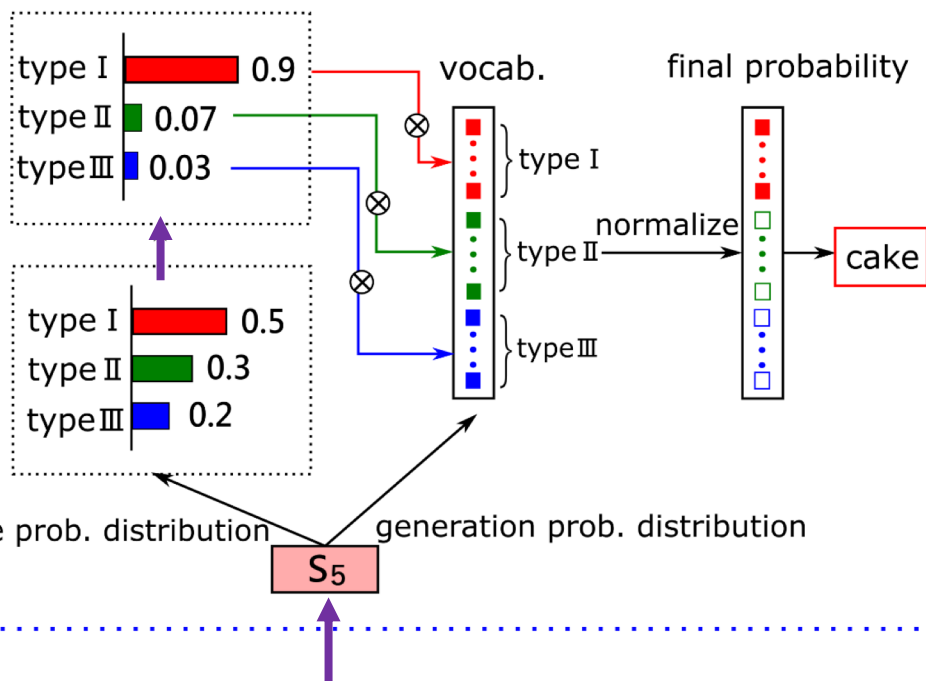 type Ⅰ 0.9
type Ⅱ 0.07
type Ⅲ 0.03
vocab.
type Ⅰ
type Ⅱ
type Ⅲ
normalize
final probability
cake
type Ⅰ 0.5
type Ⅱ 0.3
type Ⅲ 0.2
prob. distribution
generation prob. distribution
S5